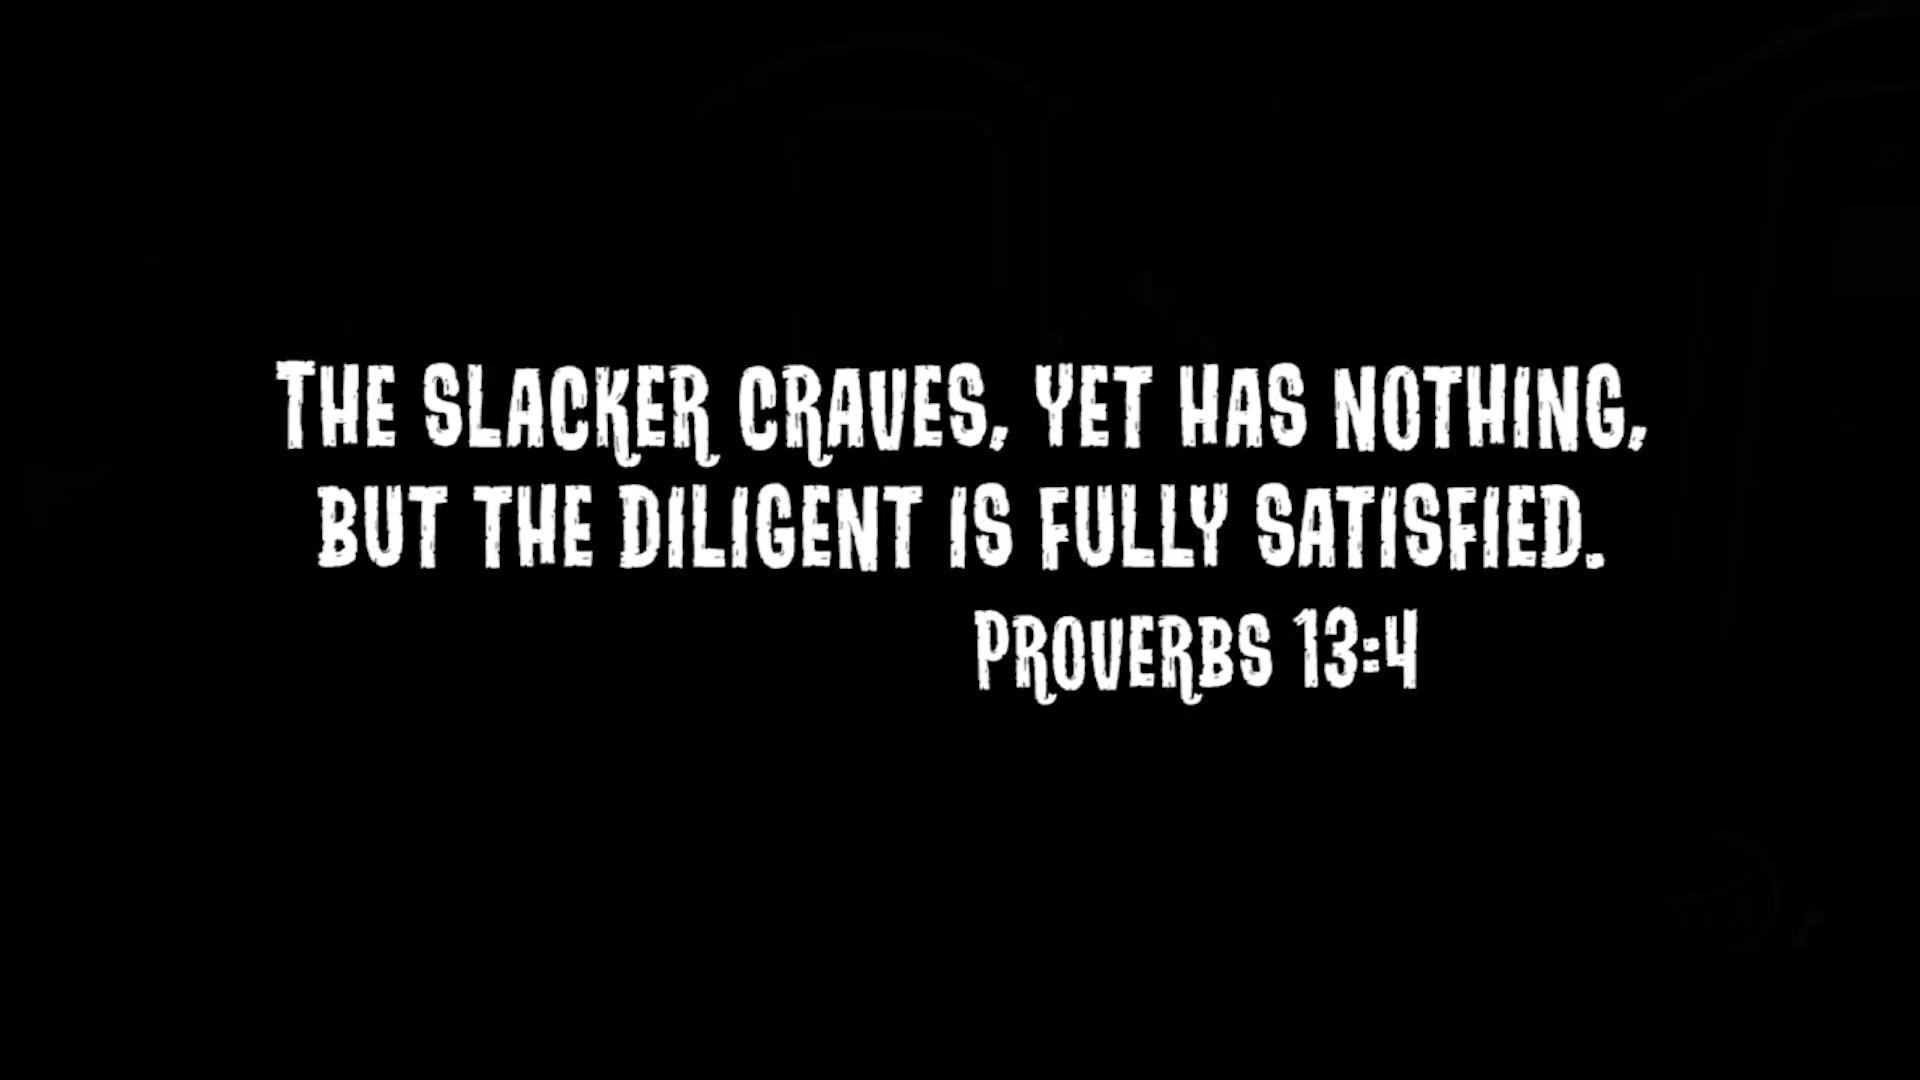 THE SLACKER CRAVES, YET HAS NOTHING,
BUT THE DILIGENT IS FULLY SATISFIED.
PROVERBS 13:4